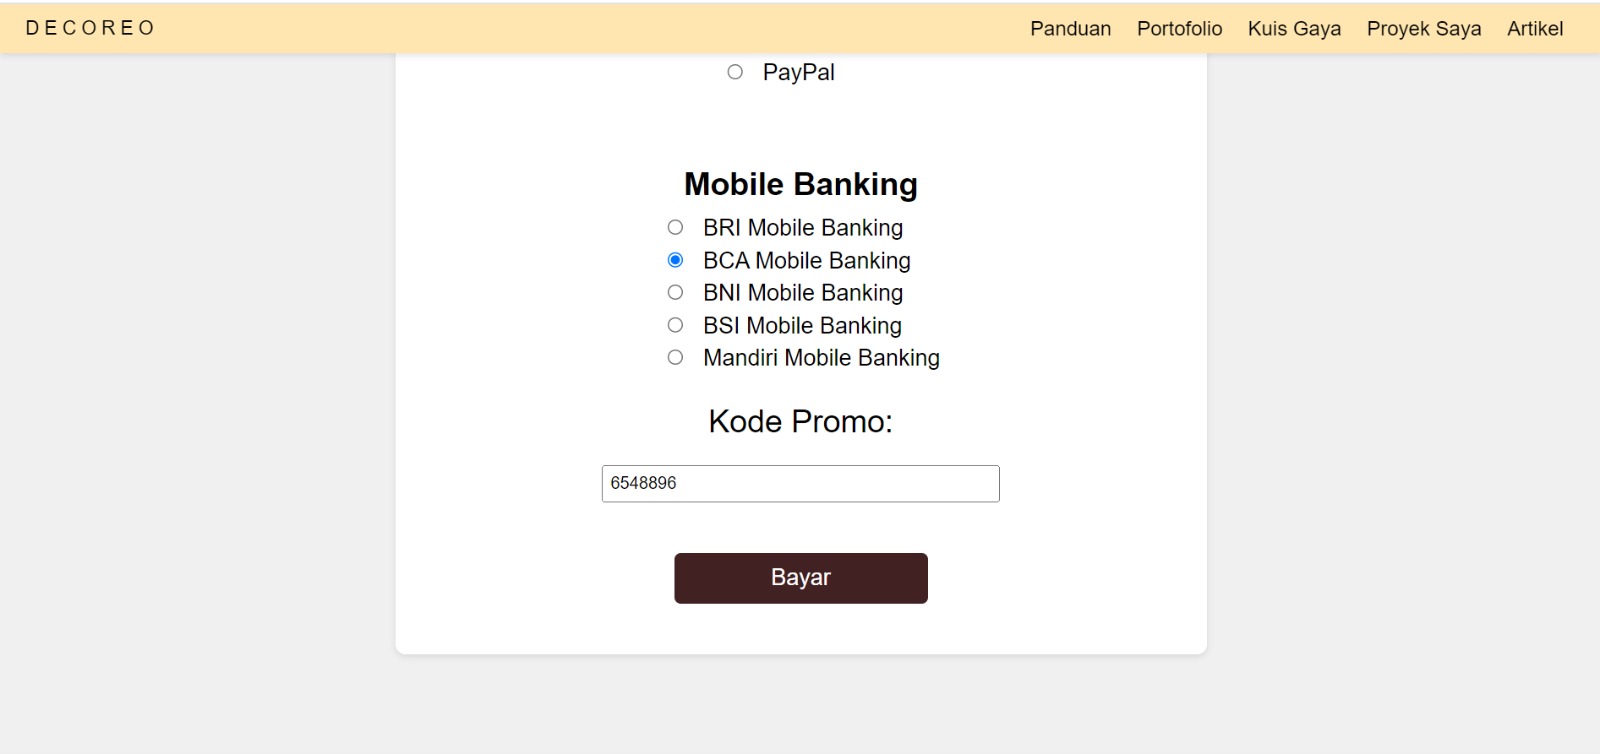 DECOREO Panduan Portofolio Kuis Gaya Proyek Saya Artikel
PayPal
Mobile Banking
BRI Mobile Banking
BCA Mobile Banking
BNI Mobile Banking
BSI Mobile Banking
Mandiri Mobile Banking
Kode Promo:
6548896
Bayar